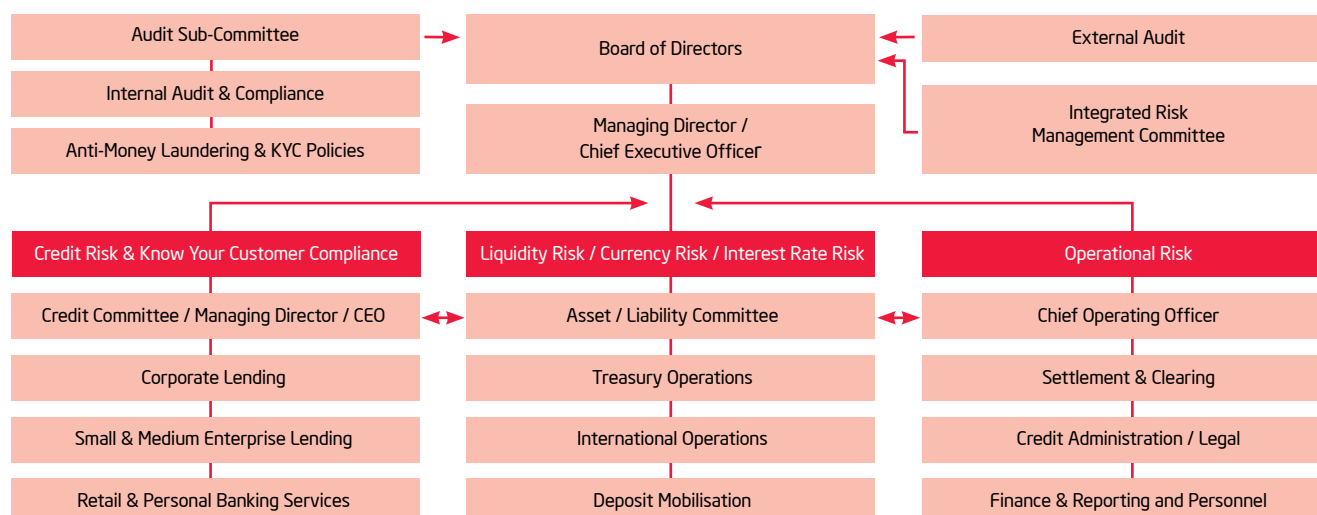 Audit Sub-Committee
Board of Directors
External Audit
Internal Audit & Compliance
Managing Director /
Chief Executive Officer
Integrated Risk
Management Committee
Anti-Money Laundering & KYC Policies
Credit Risk & Know Your Customer Compliance
Liquidity Risk / Currency Risk / Interest Rate Risk
Operational Risk
Credit Committee / Managing Director / CEO
Asset / Liability Committee
Chief Operating Officer
Corporate Lending
Treasury Operations
Settlement & Clearing
Small & Medium Enterprise Lending
International Operations
Credit Administration / Legal
Retail & Personal Banking Services
Deposit Mobilisation
Finance & Reporting and Personnel